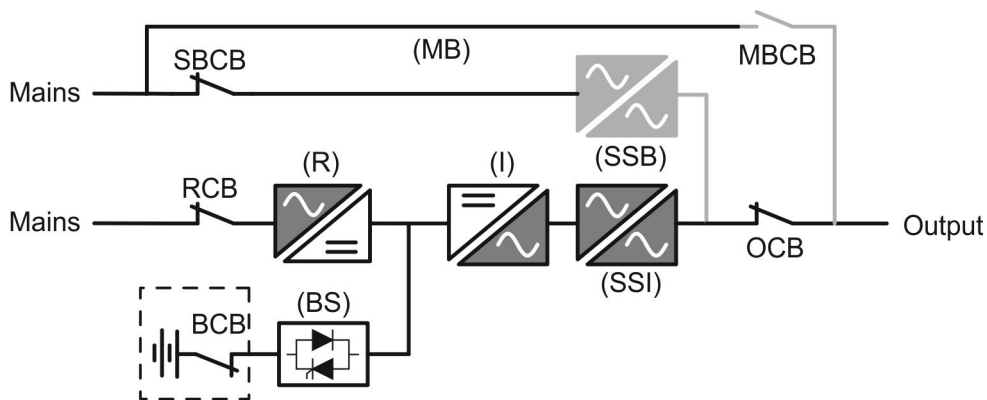 (MB)
MBCB
SBCB
Mains
(SSB)
(R)
(I)
RCB
Mains
Output
OCB
(SSI)
(BS)
BCB